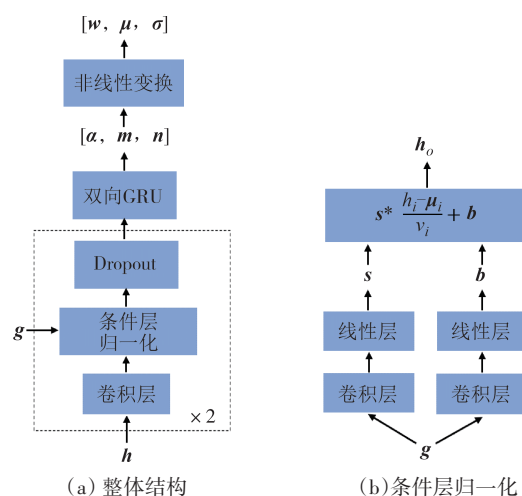 [w, μ, σ]
非线性变换
[α, m, n]
双向GRU
Dropout
g
条件层
归一化
卷积层
×2
h
(a)整体结构
h_o
s* (h_i-μ_i)/v_i + b
s
b
线性层
线性层
卷积层
卷积层
g
(b)条件层归一化